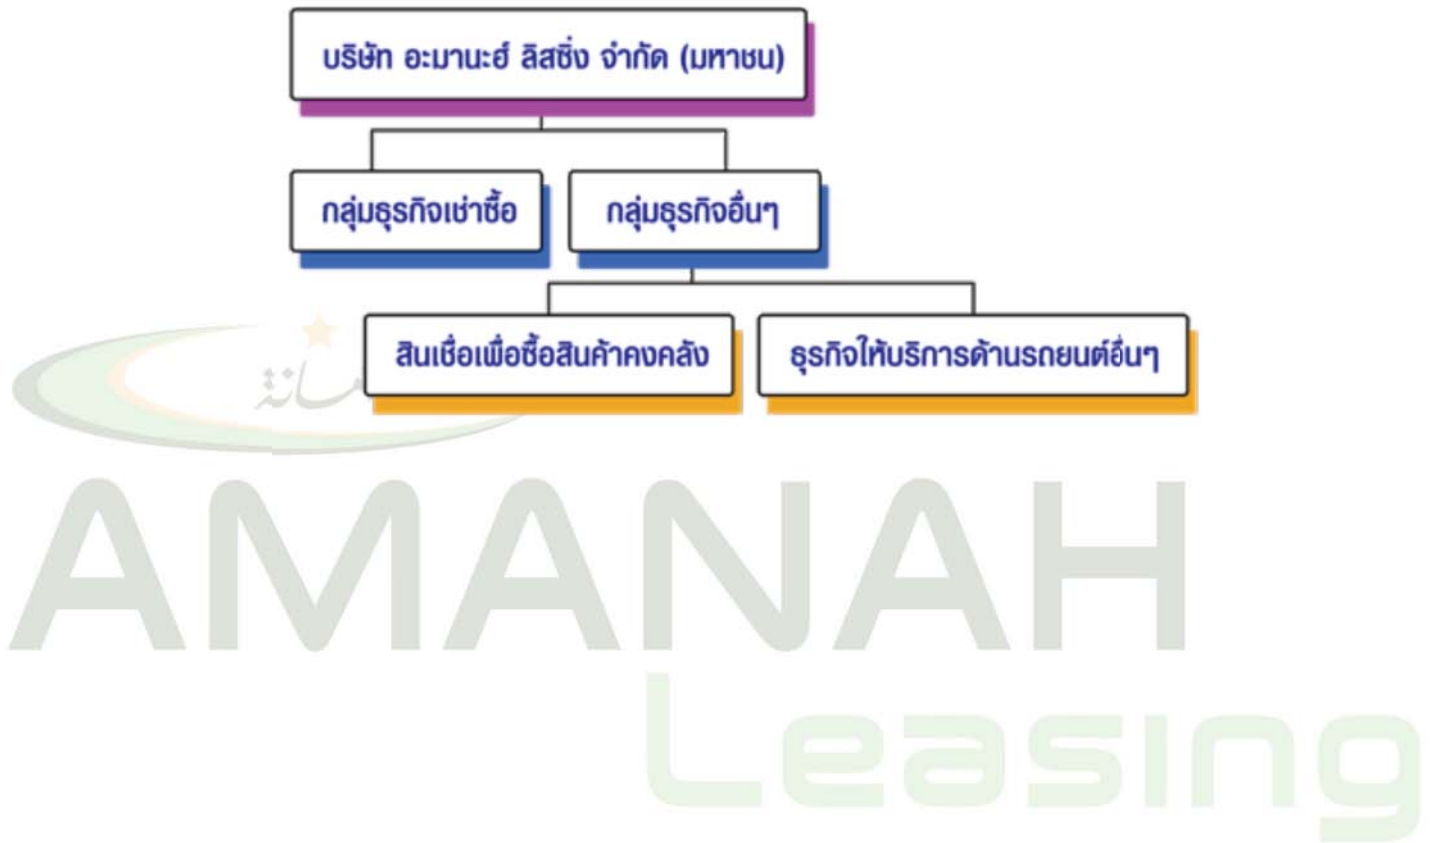 บริษัท อะมานะฮ์ ลิสซิ่ง จำกัด (มหาชน)
กลุ่มธุรกิจเช่าซื้อ
กลุ่มธุรกิจอื่นๆ
สินเชื่อเพื่อซื้อสินค้าคงคลัง
ธุรกิจให้บริการด้านรถยนต์อื่นๆ
AMANAH
Leasing